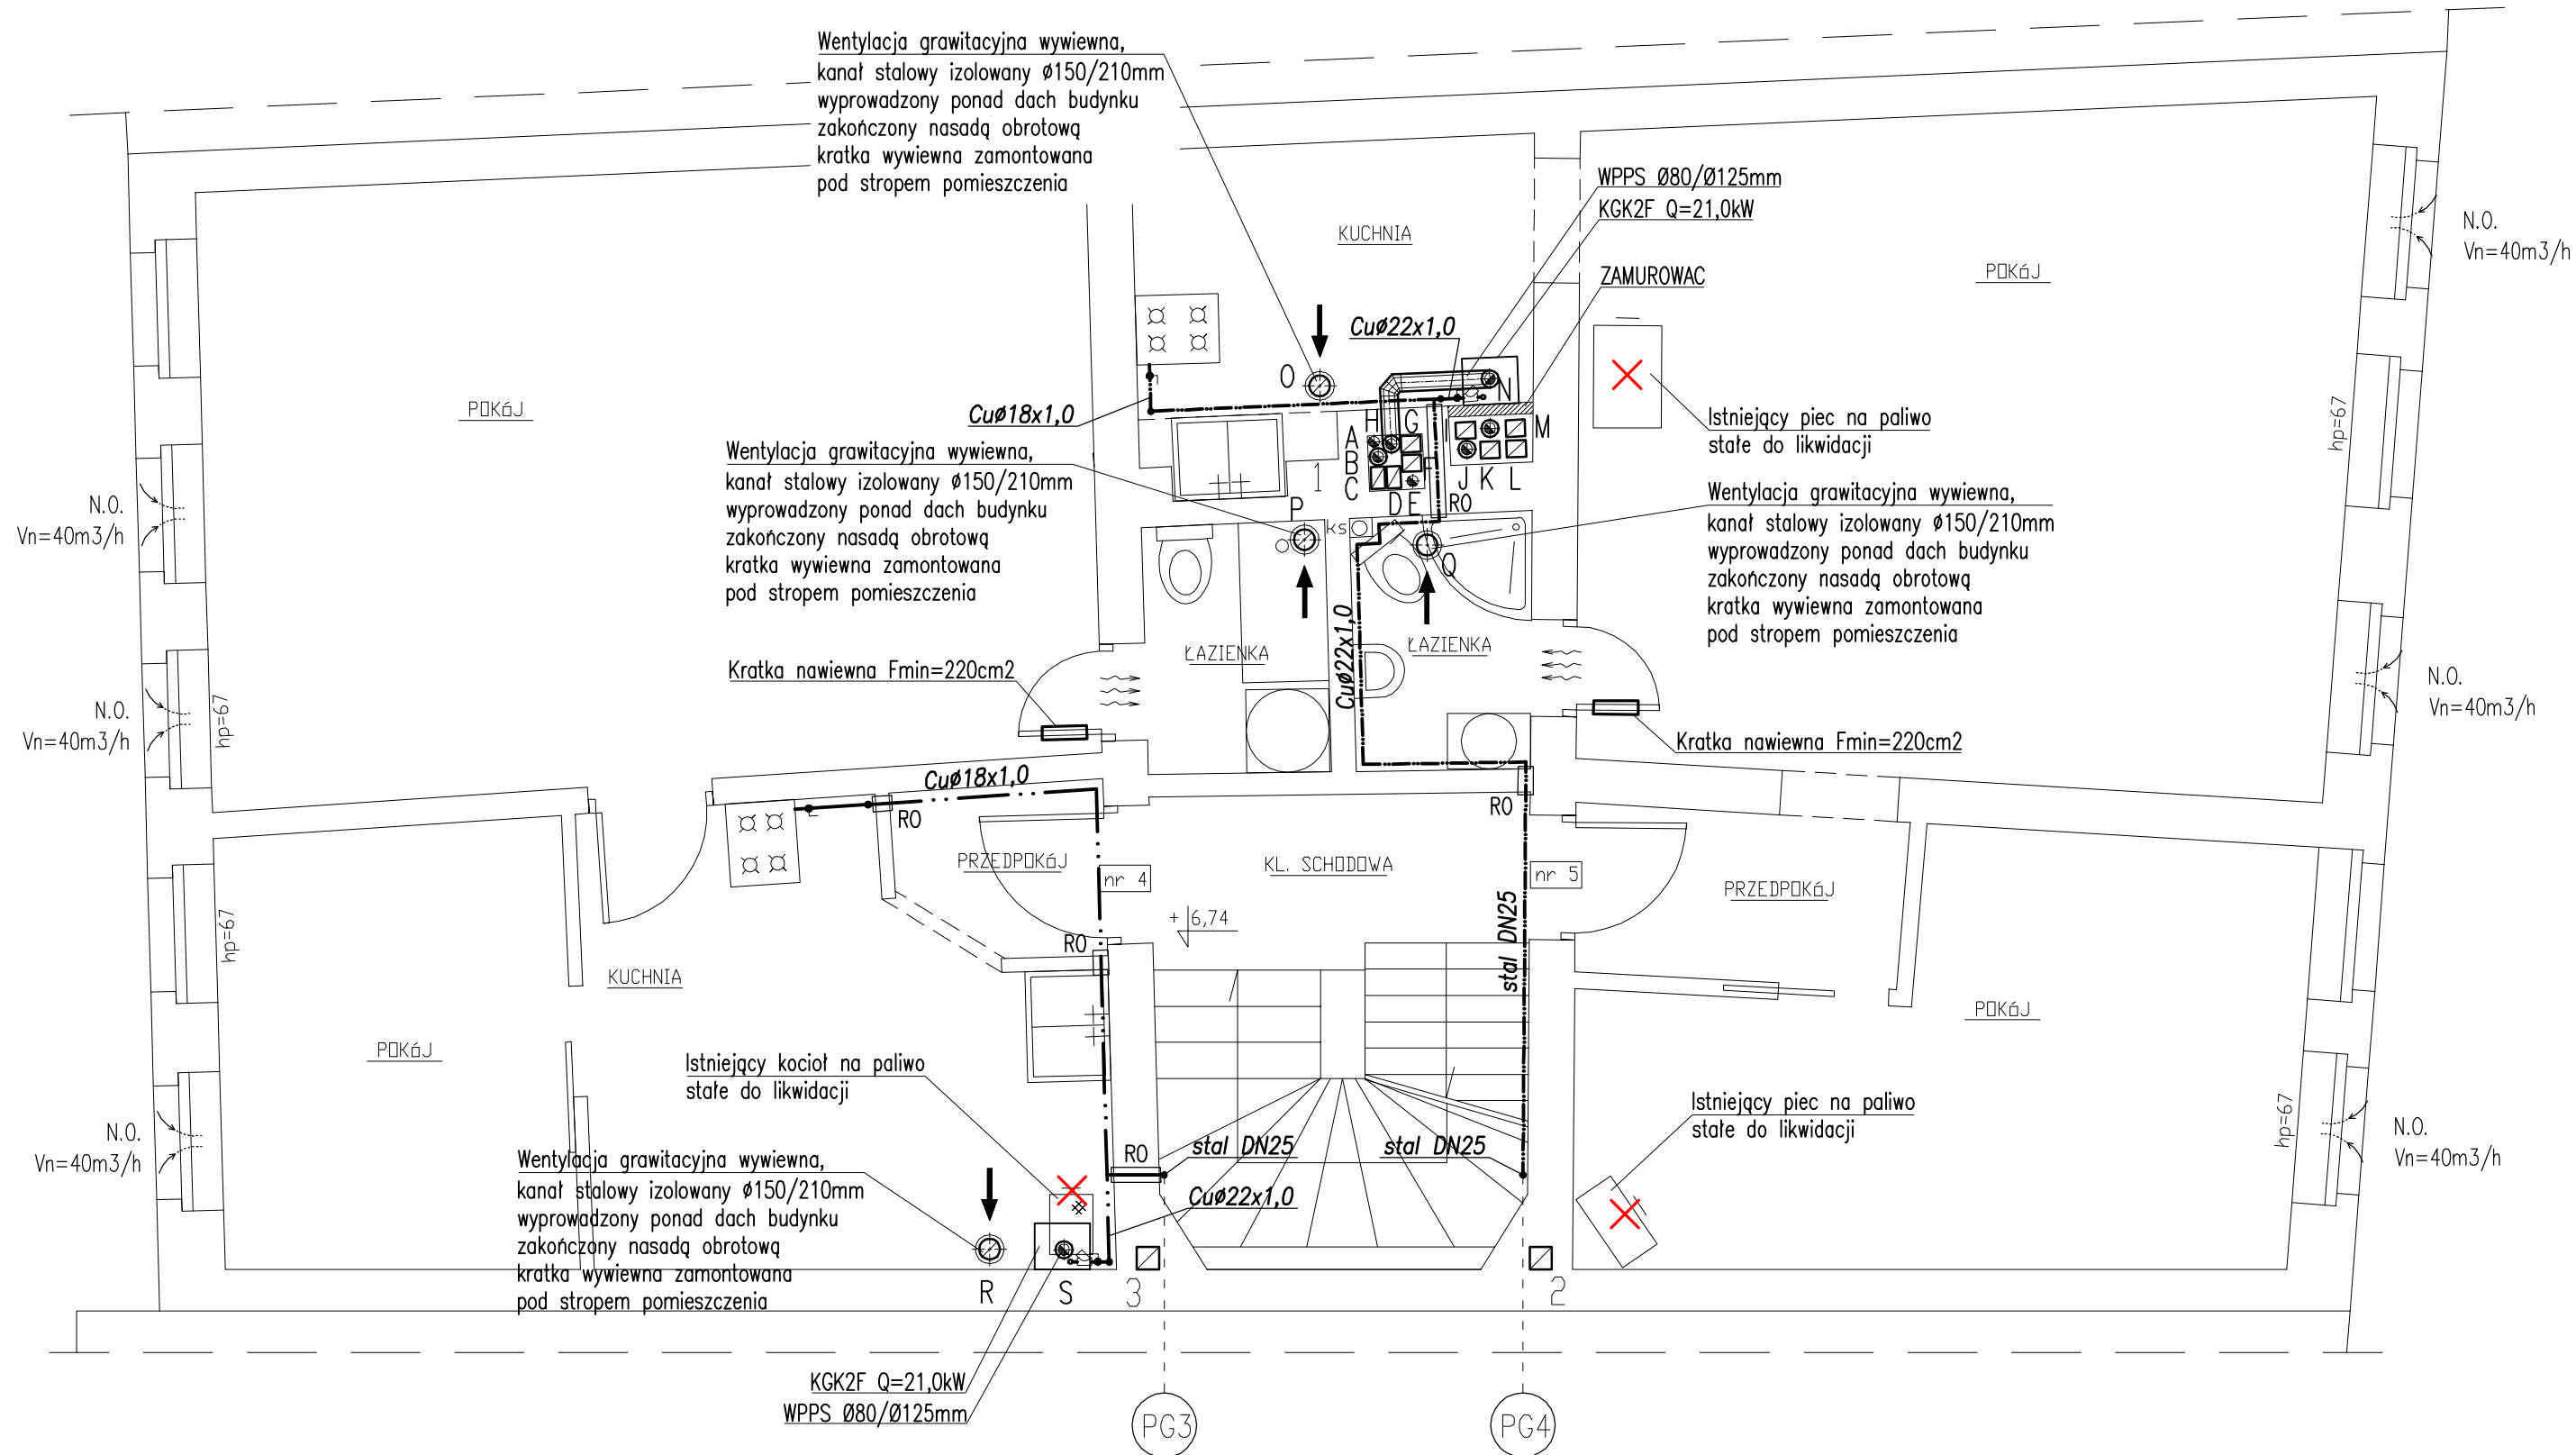 Wentylacja grawitacyjna wywiewna,
kanał stalowy izolowany ø150/210mm
wyprowadzony ponad dach budynku
zakończony nasadą obrotową
kratka wywiewna zamontowana
pod stropem pomieszczenia
WPPS Ø80/Ø125mm
KGK2F Q=21,0kW
ZAMUROWAC
KUCHNIA
POKóJ
N.O.
Vn=40m3/h
POKóJ
Cuø22x1,0
O
N
Cuø18x1,0
H
G
I
M
A
B
C
F
1
D
E
J
K
L
P
ks
RO
Q
hp=67
Istniejący piec na paliwo
stałe do likwidacji
Wentylacja grawitacyjna wywiewna,
kanał stalowy izolowany ø150/210mm
wyprowadzony ponad dach budynku
zakończony nasadą obrotową
kratka wywiewna zamontowana
pod stropem pomieszczenia
Wentylacja grawitacyjna wywiewna,
kanał stalowy izolowany ø150/210mm
wyprowadzony ponad dach budynku
zakończony nasadą obrotową
kratka wywiewna zamontowana
pod stropem pomieszczenia
N.O.
Vn=40m3/h
N.O.
Vn=40m3/h
hp=67
Kratka nawiewna Fmin=220cm2
ŁAZIENKA
Cuø22x1,0
ŁAZIENKA
Kratka nawiewna Fmin=220cm2
N.O.
Vn=40m3/h
Cuø18x1,0
RO
RO
PRZEDPOKóJ
nr 4
KL. SCHODOWA
nr 5
PRZEDPOKóJ
+
6,74
stal DN25
RO
hp=67
KUCHNIA
POKóJ
POKóJ
Istniejący kocioł na paliwo
stałe do likwidacji
Istniejący piec na paliwo
stałe do likwidacji
hp=67
N.O.
Vn=40m3/h
N.O.
Vn=40m3/h
RO
stal DN25
stal DN25
Cuø22x1,0
Wentylacja grawitacyjna wywiewna,
kanał stalowy izolowany ø150/210mm
wyprowadzony ponad dach budynku
zakończony nasadą obrotową
kratka wywiewna zamontowana
pod stropem pomieszczenia
R
S
3
2
KGK2F Q=21,0kW
WPPS Ø80/Ø125mm
PG3
PG4